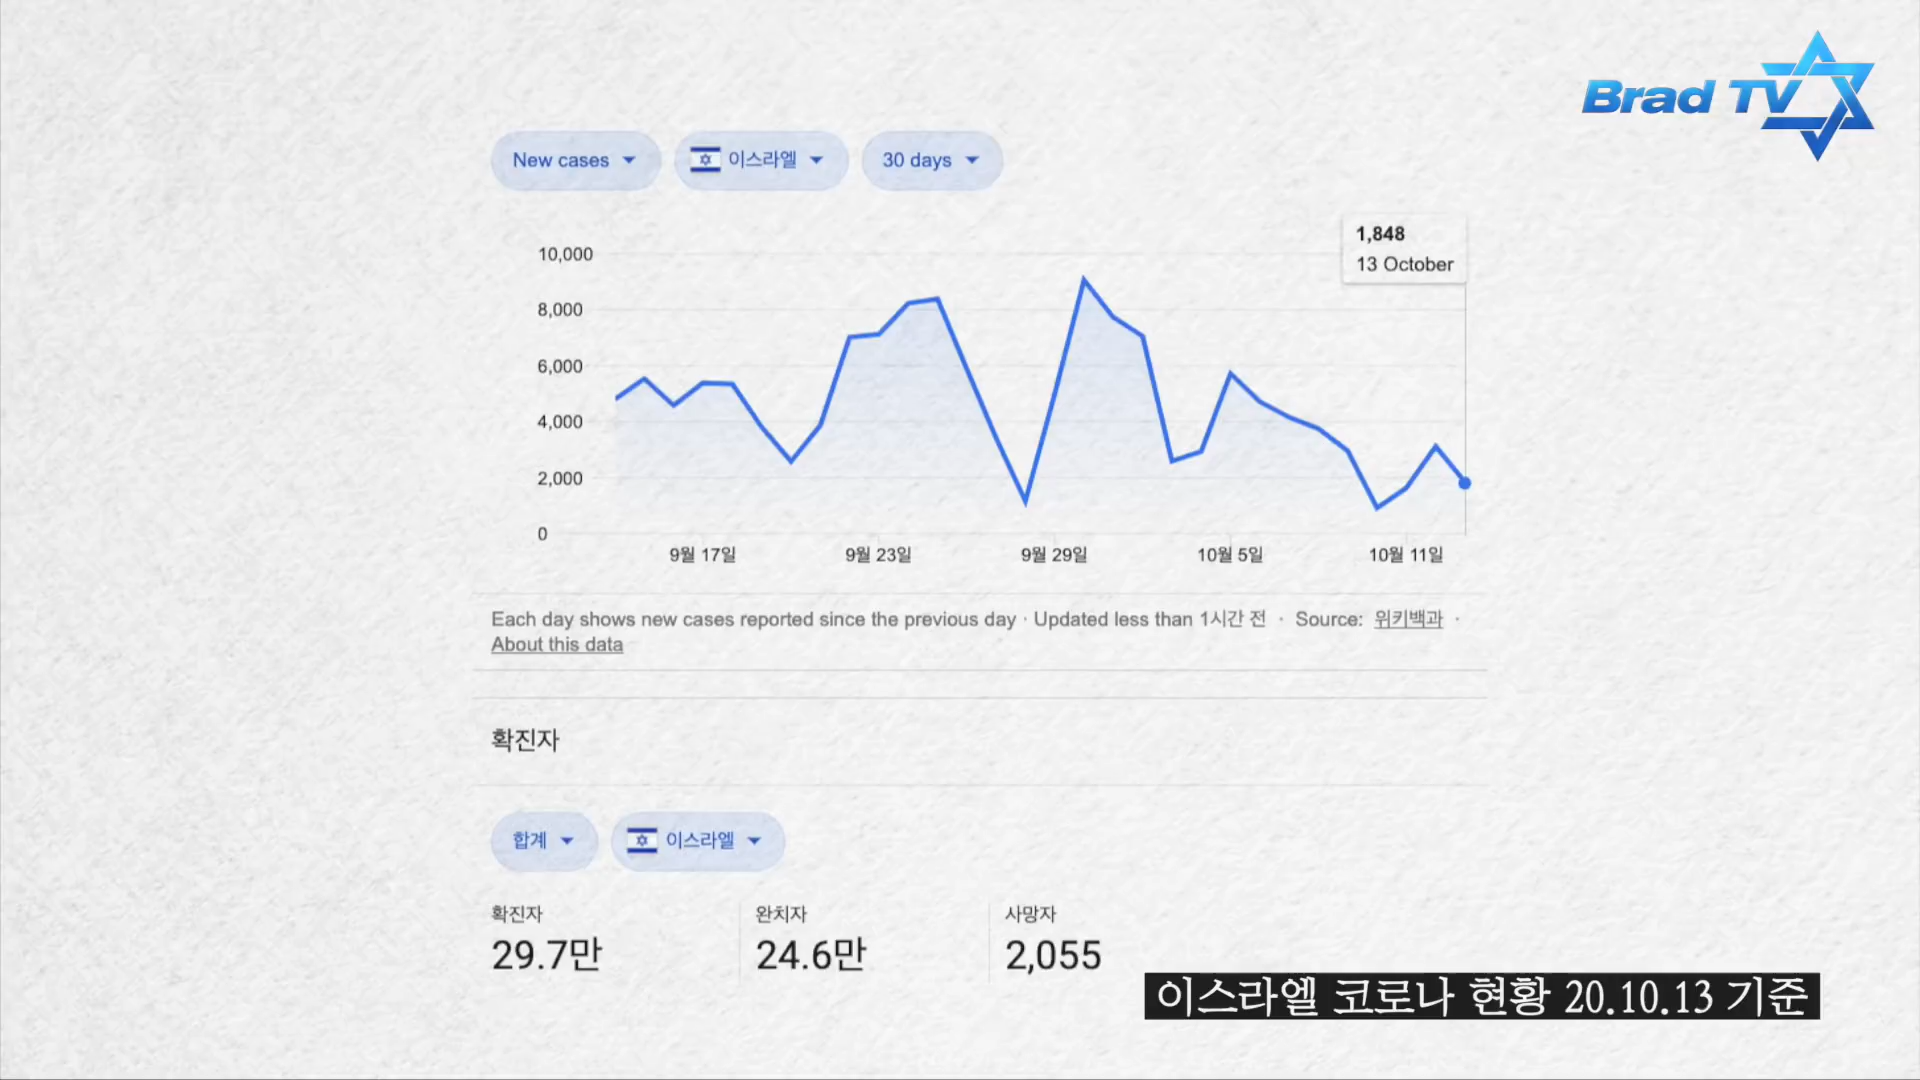 Brad TV
New cases 이스라엘 30 days
1,848
13 October
10,000
8,000
6,000
4,000
2,000
0
9월 17일 9월 23일 9월 29일 10월 5일 10월 11일
Each day shows new cases reported since the previous day · Updated less than 1시간 전 · Source: 위키백과 ·
About this data
확진자
합계 이스라엘
확진자 완치자 사망자
29.7만 24.6만 2,055
이스라엘 코로나 현황 20.10.13 기준